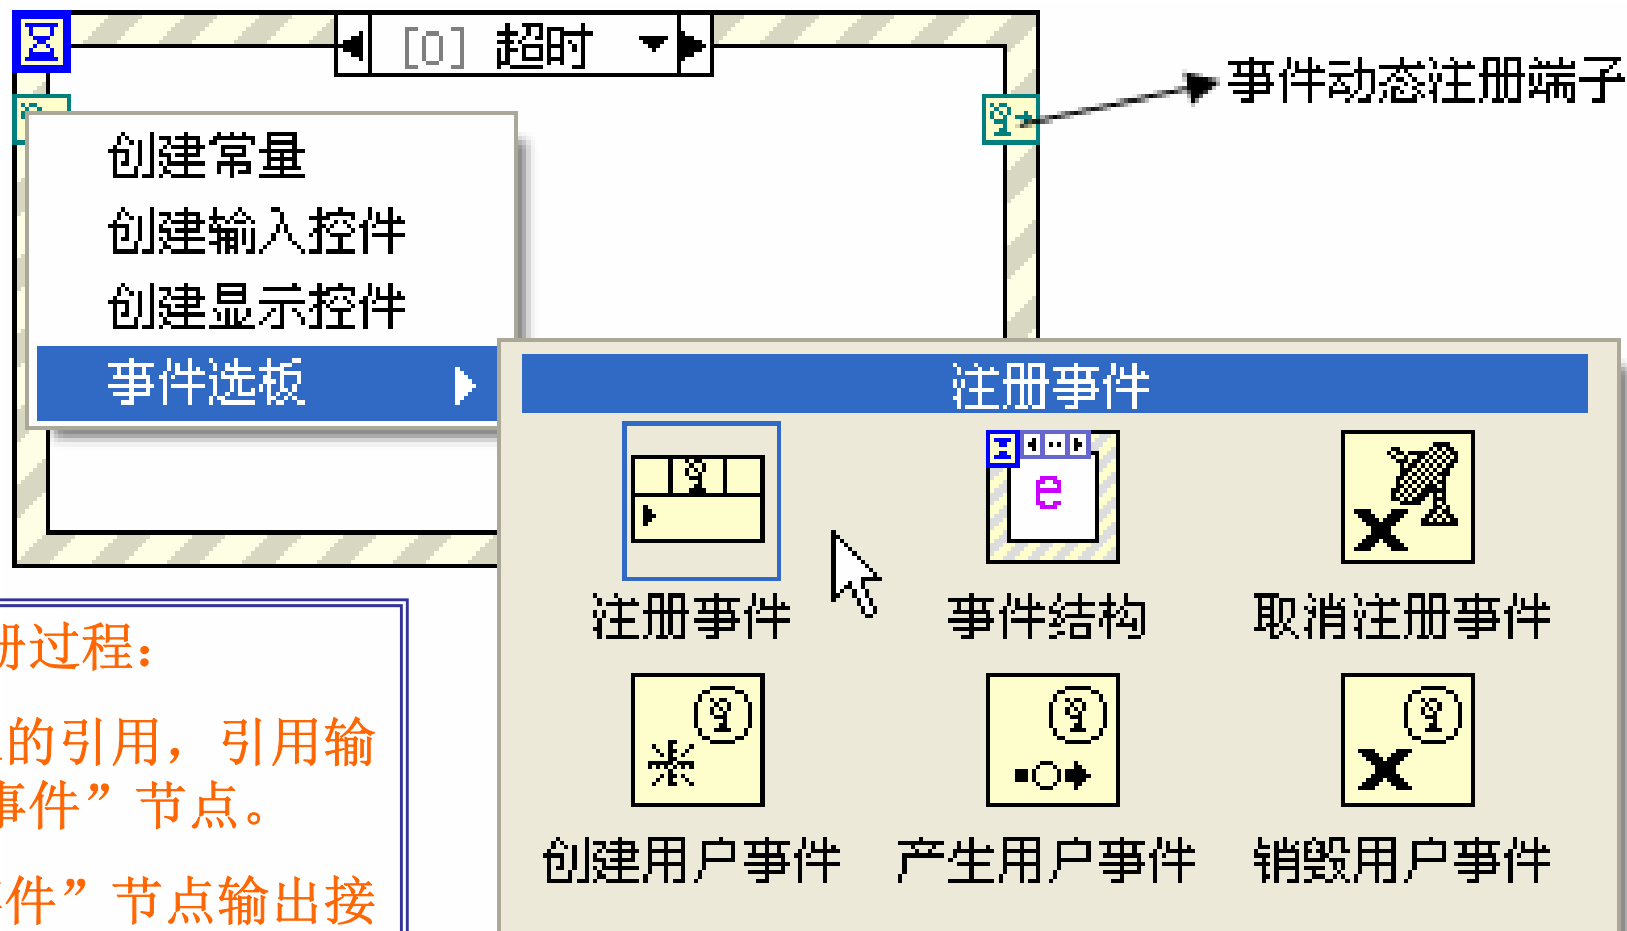 [0] 超时
事件动态注册端子
创建常量
创建输入控件
创建显示控件
事件选板
注册事件
e
注册事件
事件结构
取消注册事件
创建用户事件
产生用户事件
销毁用户事件
册过程：
的引用，引用输
事件”节点。
件”节点输出接